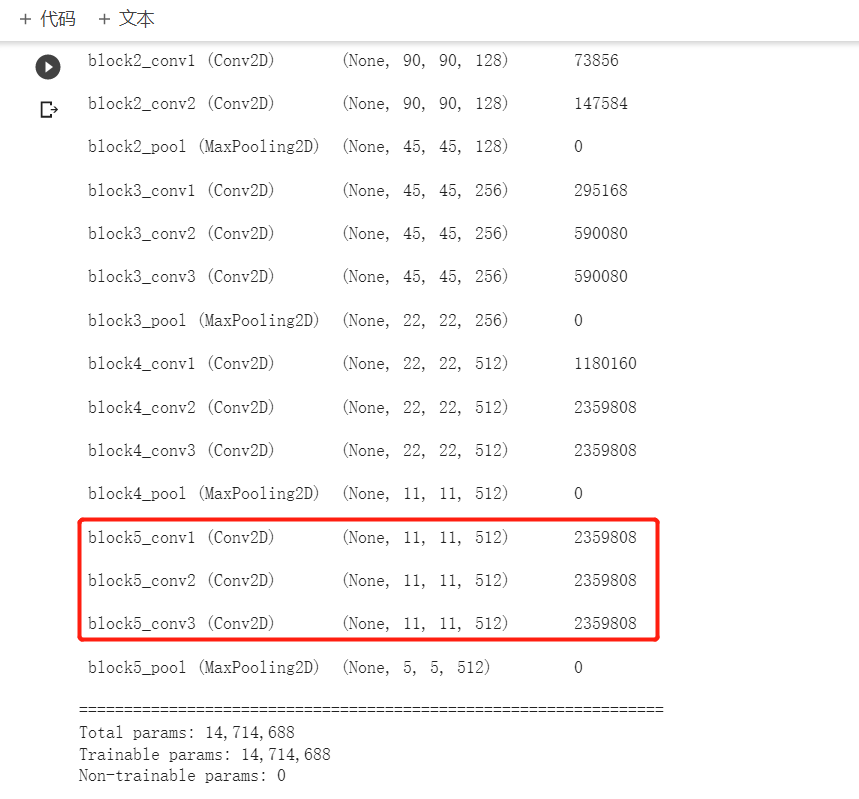 + 代码 + 文本
block2_conv1 (Conv2D) (None, 90, 90, 128) 73856
block2_conv2 (Conv2D) (None, 90, 90, 128) 147584
block2_pool (MaxPooling2D) (None, 45, 45, 128) 0
block3_conv1 (Conv2D) (None, 45, 45, 256) 295168
block3_conv2 (Conv2D) (None, 45, 45, 256) 590080
block3_conv3 (Conv2D) (None, 45, 45, 256) 590080
block3_pool (MaxPooling2D) (None, 22, 22, 256) 0
block4_conv1 (Conv2D) (None, 22, 22, 512) 1180160
block4_conv2 (Conv2D) (None, 22, 22, 512) 2359808
block4_conv3 (Conv2D) (None, 22, 22, 512) 2359808
block4_pool (MaxPooling2D) (None, 11, 11, 512) 0
block5_conv1 (Conv2D) (None, 11, 11, 512) 2359808
block5_conv2 (Conv2D) (None, 11, 11, 512) 2359808
block5_conv3 (Conv2D) (None, 11, 11, 512) 2359808
block5_pool (MaxPooling2D) (None, 5, 5, 512) 0
=================================================================
Total params: 14,714,688
Trainable params: 14,714,688
Non-trainable params: 0